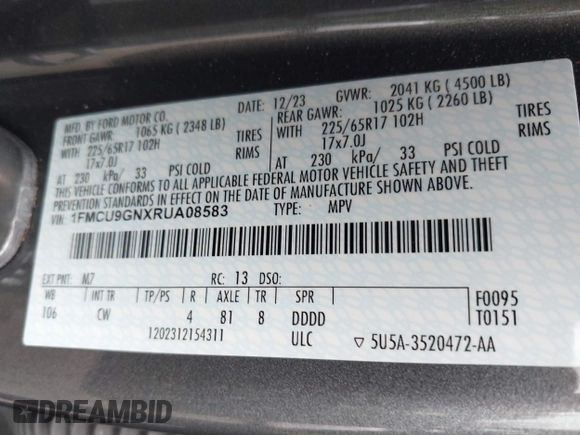 MFD. BY FORD MOTOR CO.
DATE: 12/23 GVWR: 2041 KG ( 4500 LB)
FRONT GAWR: 1065 KG ( 2348 LB) REAR GAWR: 1025 KG ( 2260 LB)
WITH 225/65R17 102H TIRES WITH 225/65R17 102H TIRES
17x7.0J RIMS 17x7.0J RIMS
AT 230 kPa/ 33 PSI COLD AT 230 kPa/ 33 PSI COLD
THIS VEHICLE CONFORMS TO ALL APPLICABLE FEDERAL MOTOR VEHICLE SAFETY AND THEFT
PREVENTION STANDARDS IN EFFECT ON THE DATE OF MANUFACTURE SHOWN ABOVE.
VIN: 1FMCU9GNXRUA08583 TYPE: MPV
EXT PNT: M7 RC: 13 DSO:
WB INT TR TP/PS R AXLE TR SPR F0095
106 CW 4 81 8 DDDD T0151
1202312154311 ULC ▽ 5U5A-3520472-AA
DREAMBID